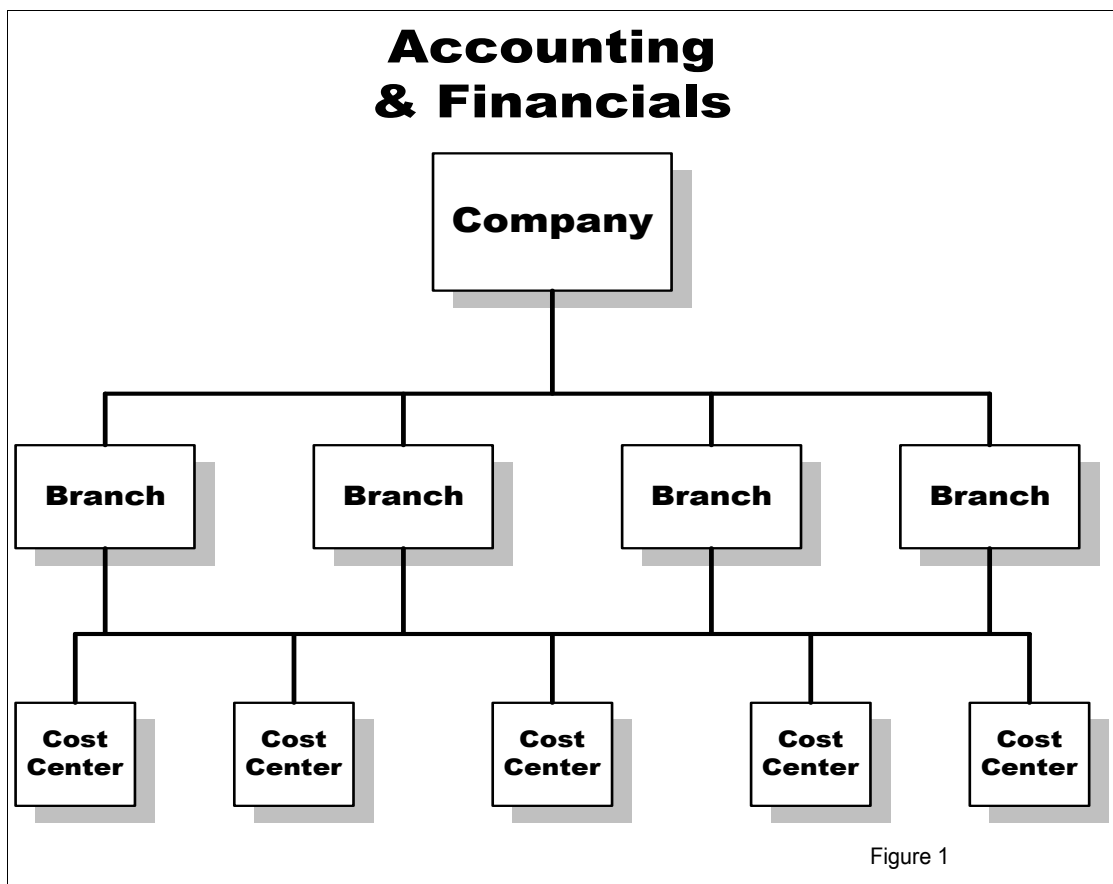 Accounting
& Financials
Company
Branch
Branch
Branch
Branch
Cost
Center
Cost
Center
Cost
Center
Cost
Center
Cost
Center
Figure 1